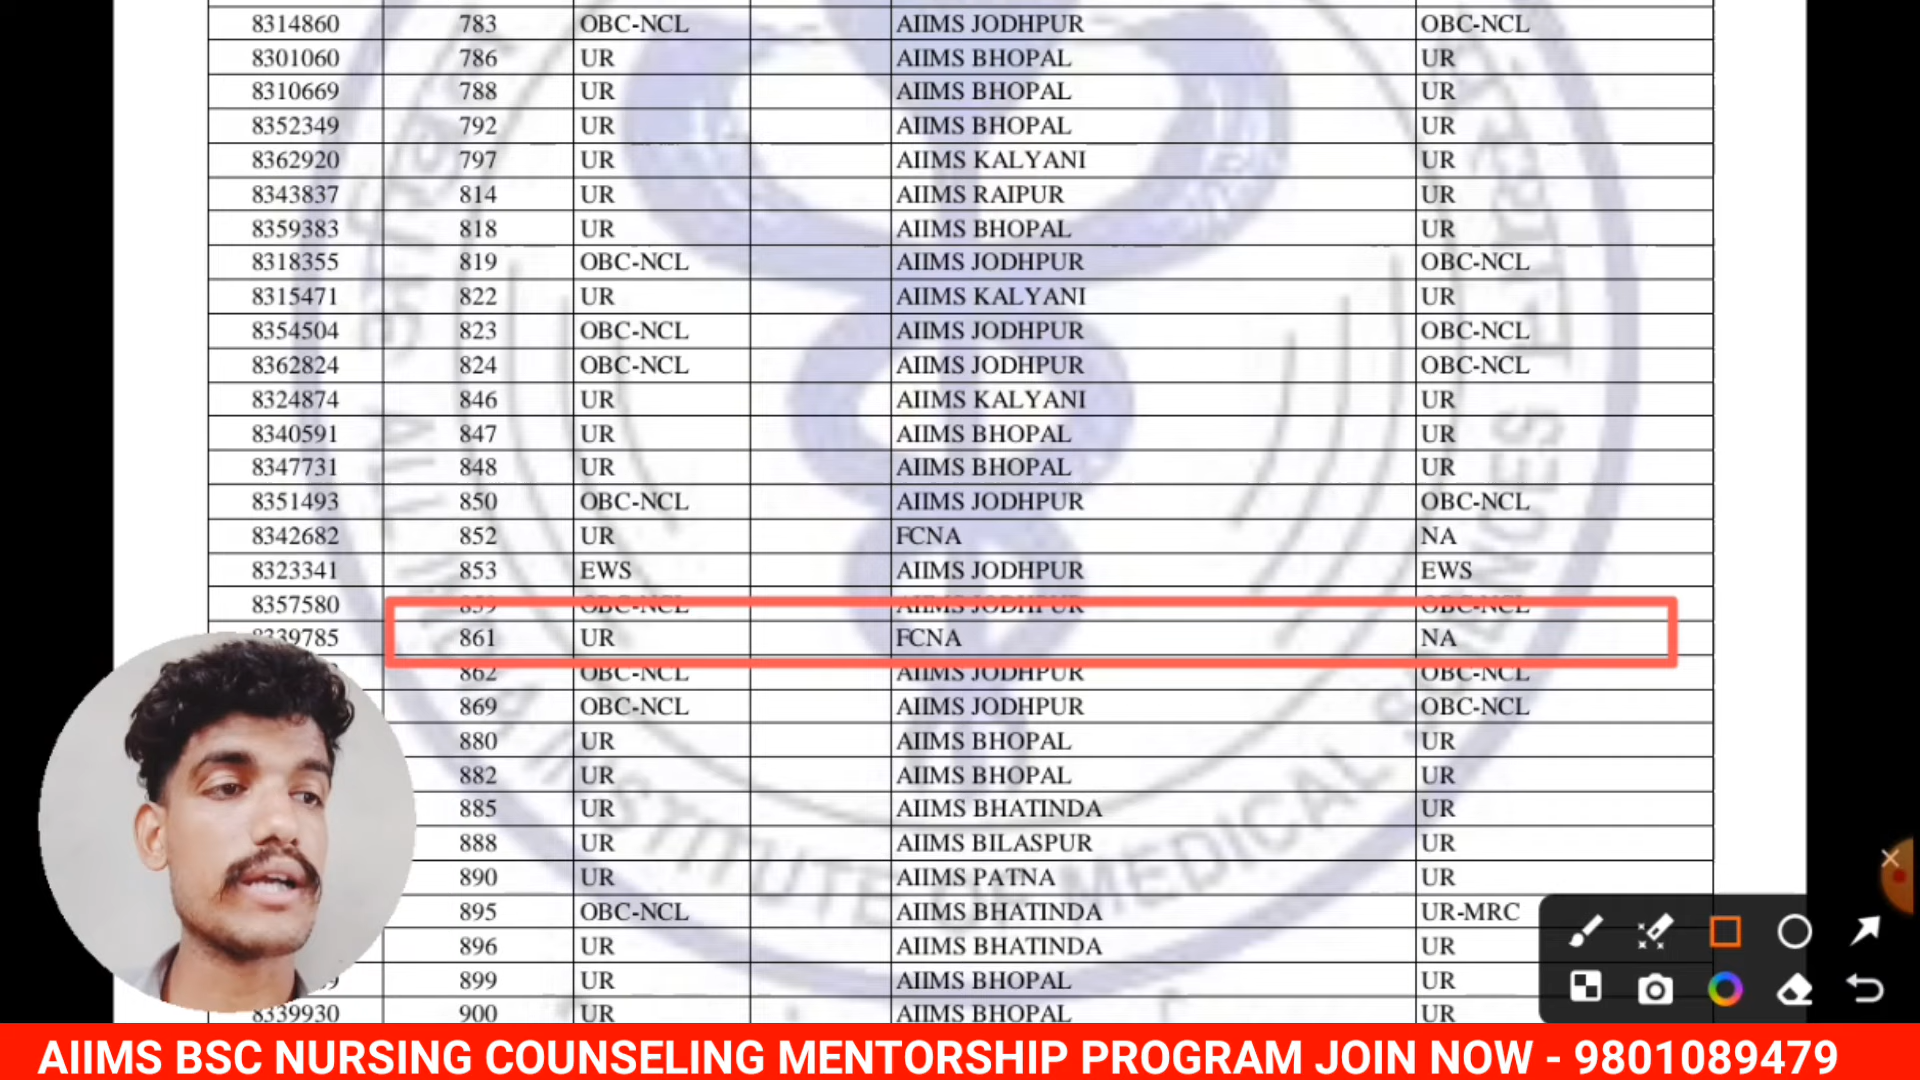 8314860 783 OBC-NCL AIIMS JODHPUR OBC-NCL
8301060 786 UR AIIMS BHOPAL UR
8310669 788 UR AIIMS BHOPAL UR
8352349 792 UR AIIMS BHOPAL UR
8362920 797 UR AIIMS KALYANI UR
8343837 814 UR AIIMS RAIPUR UR
8359383 818 UR AIIMS BHOPAL UR
8318355 819 OBC-NCL AIIMS JODHPUR OBC-NCL
8315471 822 UR AIIMS KALYANI UR
8354504 823 OBC-NCL AIIMS JODHPUR OBC-NCL
8362824 824 OBC-NCL AIIMS JODHPUR OBC-NCL
8324874 846 UR AIIMS KALYANI UR
8340591 847 UR AIIMS BHOPAL UR
8347731 848 UR AIIMS BHOPAL UR
8351493 850 OBC-NCL AIIMS JODHPUR OBC-NCL
8342682 852 UR FCNA NA
8323341 853 EWS AIIMS JODHPUR EWS
8357580 859 OBC-NCL AIIMS JODHPUR OBC-NCL
8339785 861 UR FCNA NA
862 OBC-NCL AIIMS JODHPUR OBC-NCL
869 OBC-NCL AIIMS JODHPUR OBC-NCL
880 UR AIIMS BHOPAL UR
882 UR AIIMS BHOPAL UR
885 UR AIIMS BHATINDA UR
888 UR AIIMS BILASPUR UR
890 UR AIIMS PATNA UR
895 OBC-NCL AIIMS BHATINDA UR-MRC
896 UR AIIMS BHATINDA UR
899 UR AIIMS BHOPAL UR
8339930 900 UR AIIMS BHOPAL UR
AIIMS BSC NURSING COUNSELING MENTORSHIP PROGRAM JOIN NOW - 9801089479